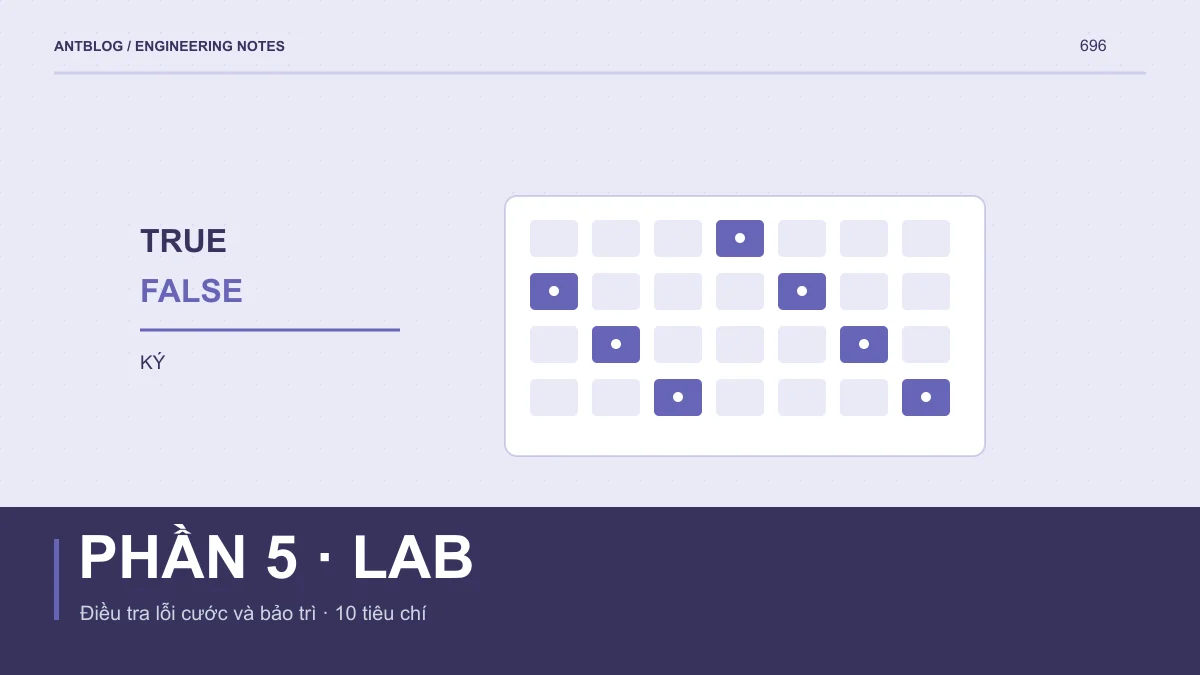 ANTBLOG / ENGINEERING NOTES
696
TRUE
FALSE
KÝ
PHẦN 5 · LAB
Điều tra lỗi cước và bảo trì · 10 tiêu chí